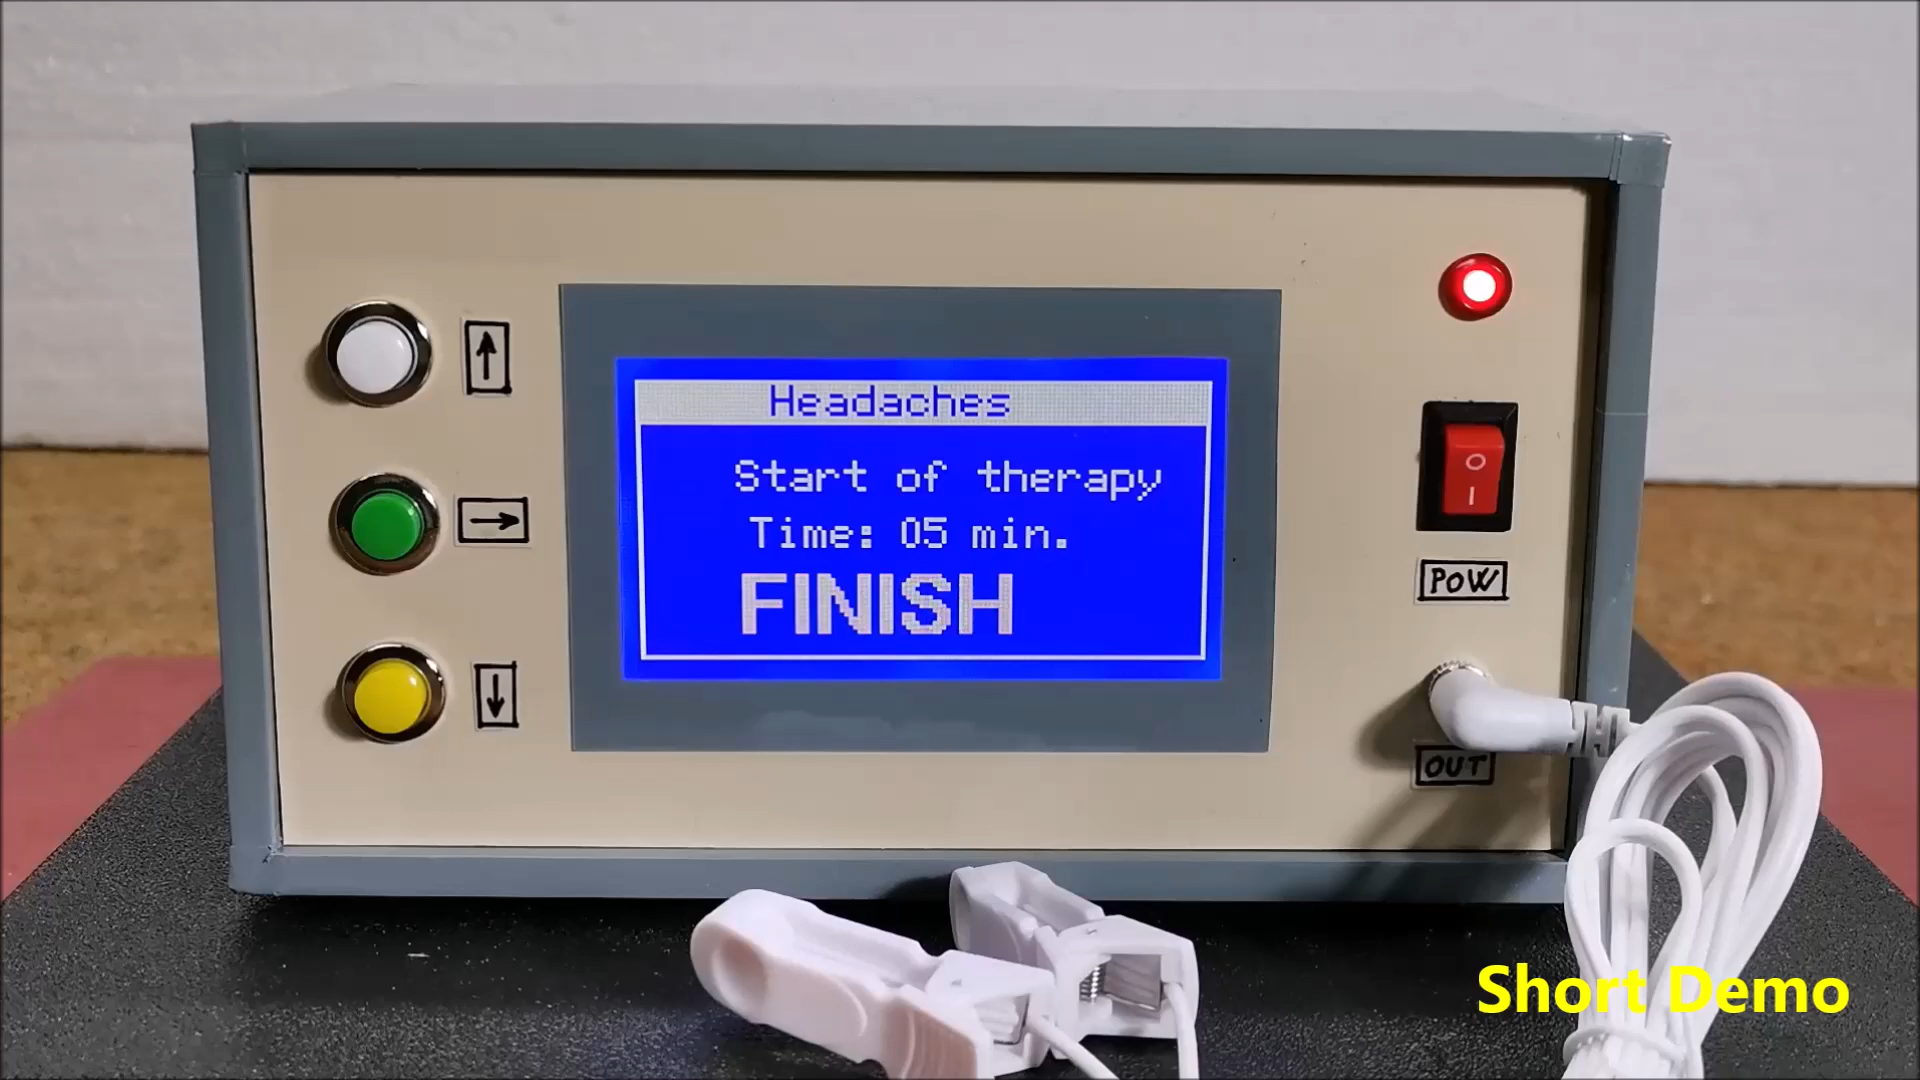 ↑
→
↓
Headaches
Start of therapy
Time: 05 min.
FINISH
O
I
POW
OUT
Short Demo